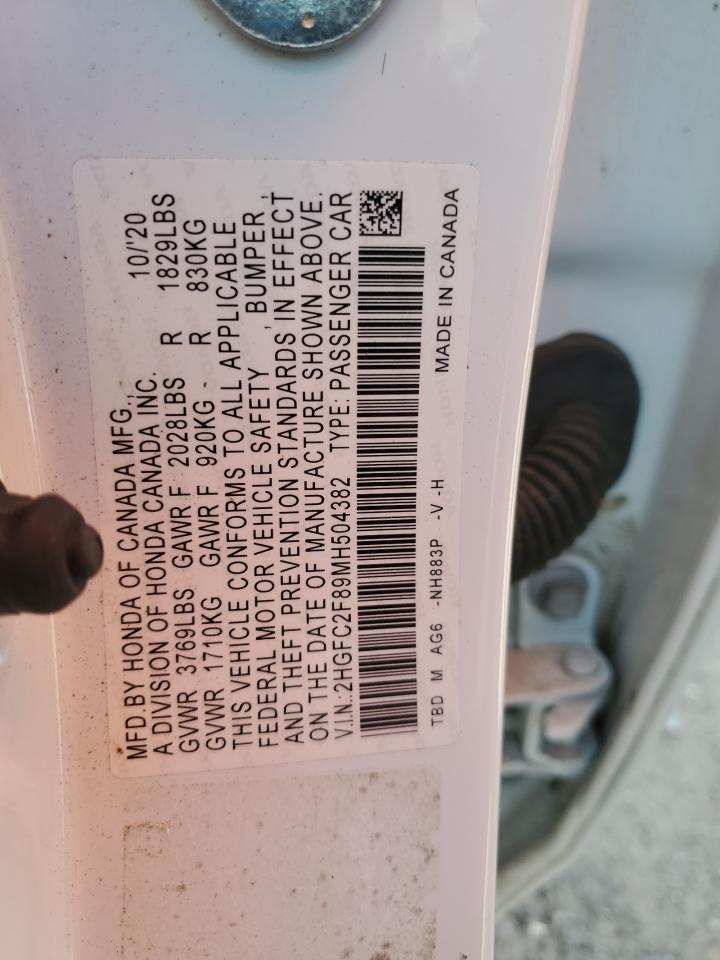 MFD.BY HONDA OF CANADA MFG., 10/'20
A DIVISION OF HONDA CANADA INC.
GVWR 3769LBS GAWR F 2028LBS R 1829LBS
GVWR 1710KG GAWR F 920KG - R 830KG
THIS VEHICLE CONFORMS TO ALL APPLICABLE
FEDERAL MOTOR VEHICLE SAFETY , BUMPER ,
AND THEFT PREVENTION STANDARDS IN EFFECT
ON THE DATE OF MANUFACTURE SHOWN ABOVE.
V.I.N.:2HGFC2F89MH504382 TYPE: PASSENGER CAR
TBD M AG6 -NH883P -V -H MADE IN CANADA